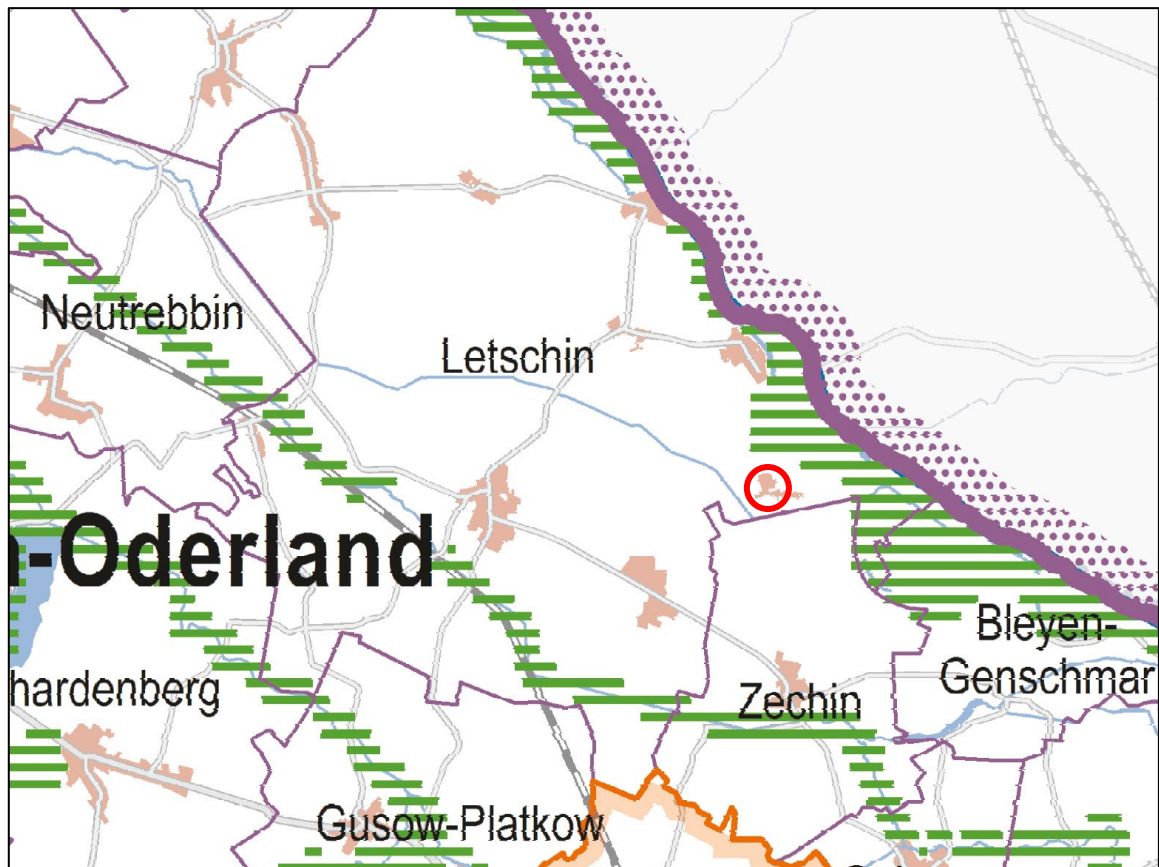 Neutrebbin
Letschin
n-Oderland
hardenberg
Bleyen-
Genschmar
Zechin
Gusow-Platkow